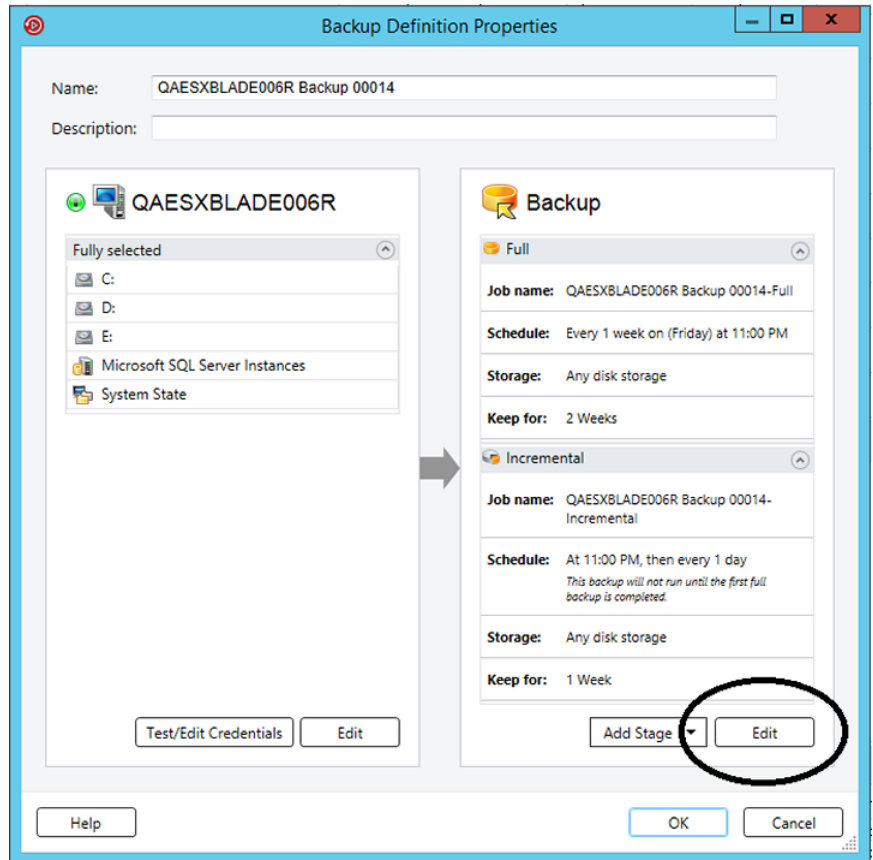 Backup Definition Properties
Name: QAESXBLADE006R Backup 00014
Description:
QAESXBLADE006R
Fully selected
C:
D:
E:
Microsoft SQL Server Instances
System State
Test/Edit Credentials Edit
Backup
Full
Job name: QAESXBLADE006R Backup 00014-Full
Schedule: Every 1 week on (Friday) at 11:00 PM
Storage: Any disk storage
Keep for: 2 Weeks
Incremental
Job name: QAESXBLADE006R Backup 00014-
Incremental
Schedule: At 11:00 PM, then every 1 day
This backup will not run until the first full
backup is completed.
Storage: Any disk storage
Keep for: 1 Week
Add Stage Edit
Help OK Cancel